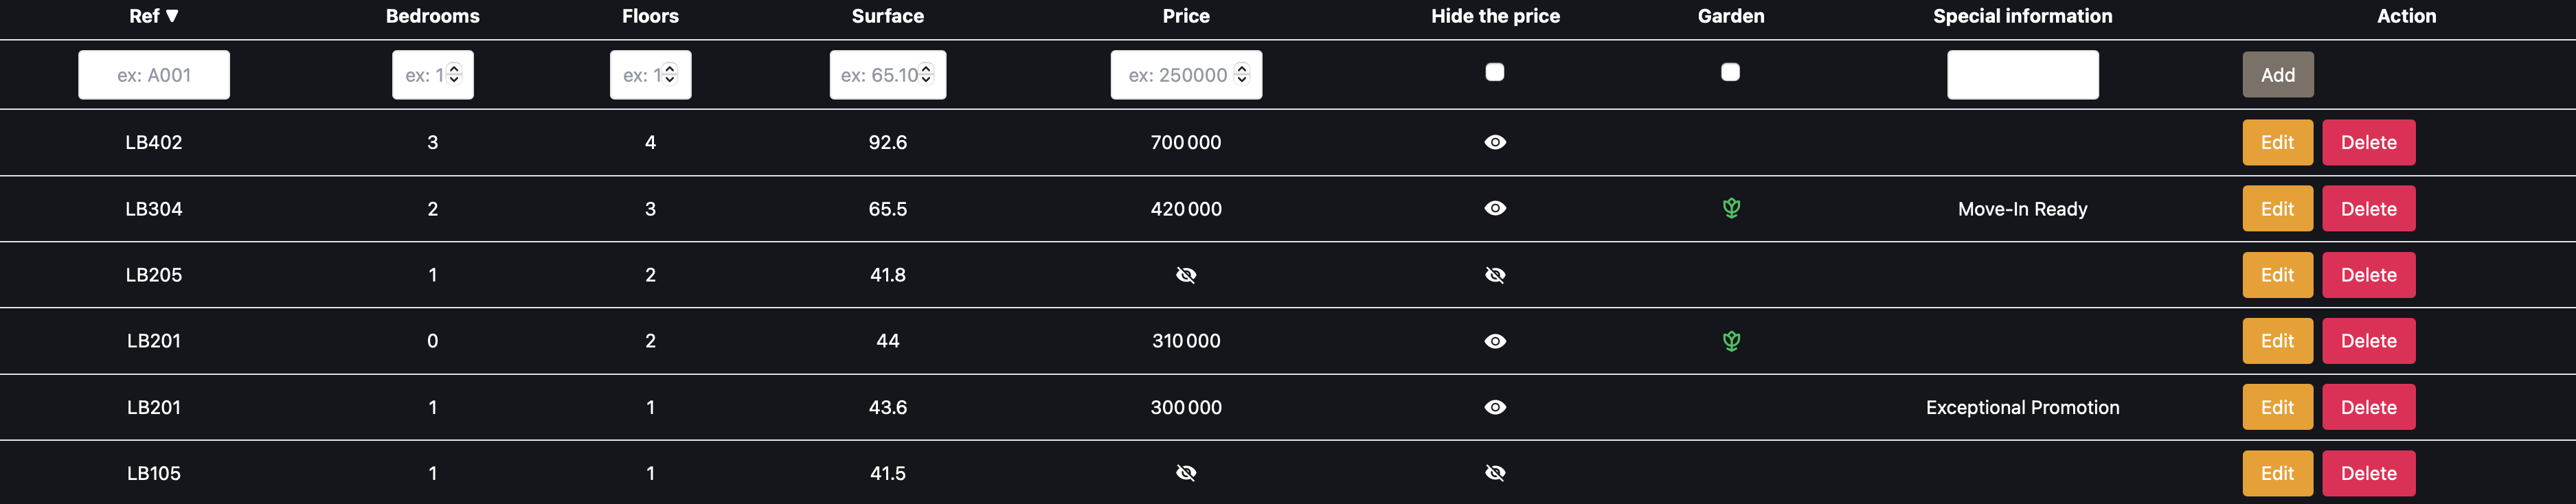 Ref ▼ Bedrooms Floors Surface Price Hide the price Garden Special information Action
ex: A001 ex: 1 ex: 1 ex: 65.10 ex: 250000 Add
LB402 3 4 92.6 700 000 Edit Delete
LB304 2 3 65.5 420 000 Move-In Ready Edit Delete
LB205 1 2 41.8 Edit Delete
LB201 0 2 44 310 000 Edit Delete
LB201 1 1 43.6 300 000 Exceptional Promotion Edit Delete
LB105 1 1 41.5 Edit Delete